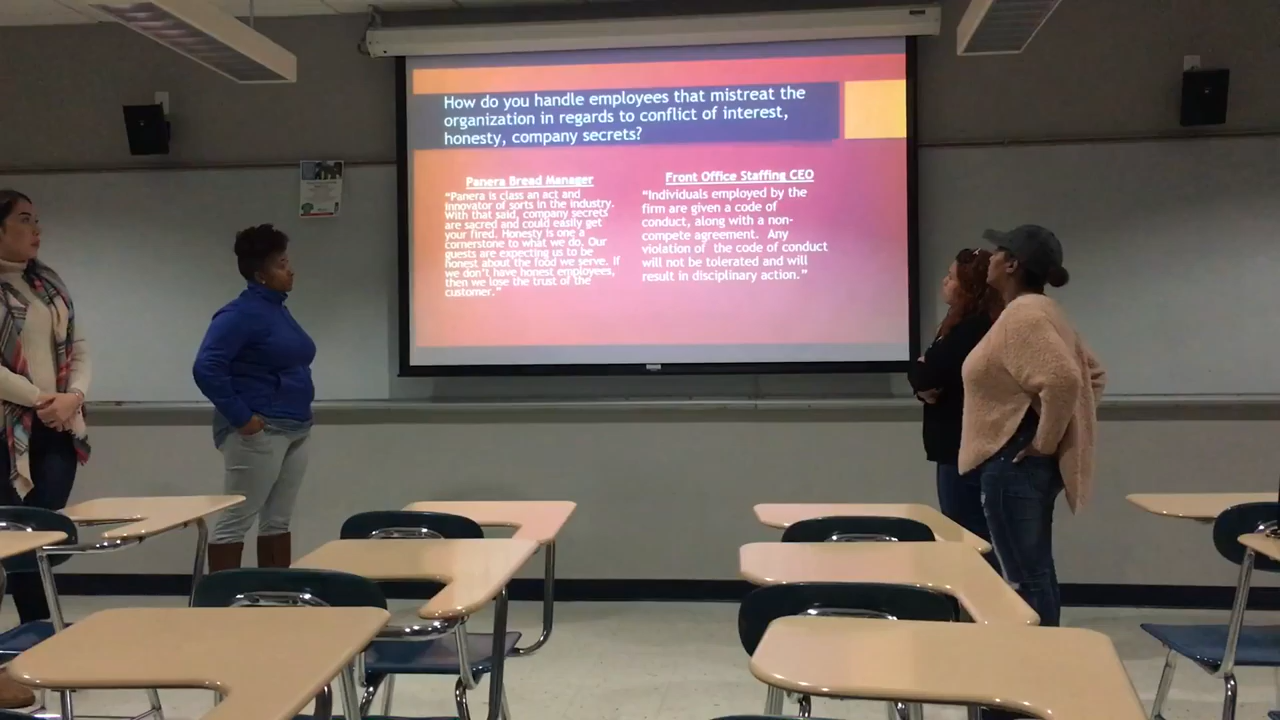 How do you handle employees that mistreat the
organization in regards to conflict of interest,
honesty, company secrets?
Panera Bread Manager
"Panera is class an act and
innovator of sorts in the industry.
With that said, company secrets
are sacred and could easily get
your fired. Honesty is one a
cornerstone to what we do. Our
guests are expecting us to be
honest about the food we serve. If
we don't have honest employees,
then we lose the trust of the
customer."
Front Office Staffing CEO
"Individuals employed by the
firm are given a code of
conduct, along with a non-
compete agreement. Any
violation of the code of conduct
will not be tolerated and will
result in disciplinary action."